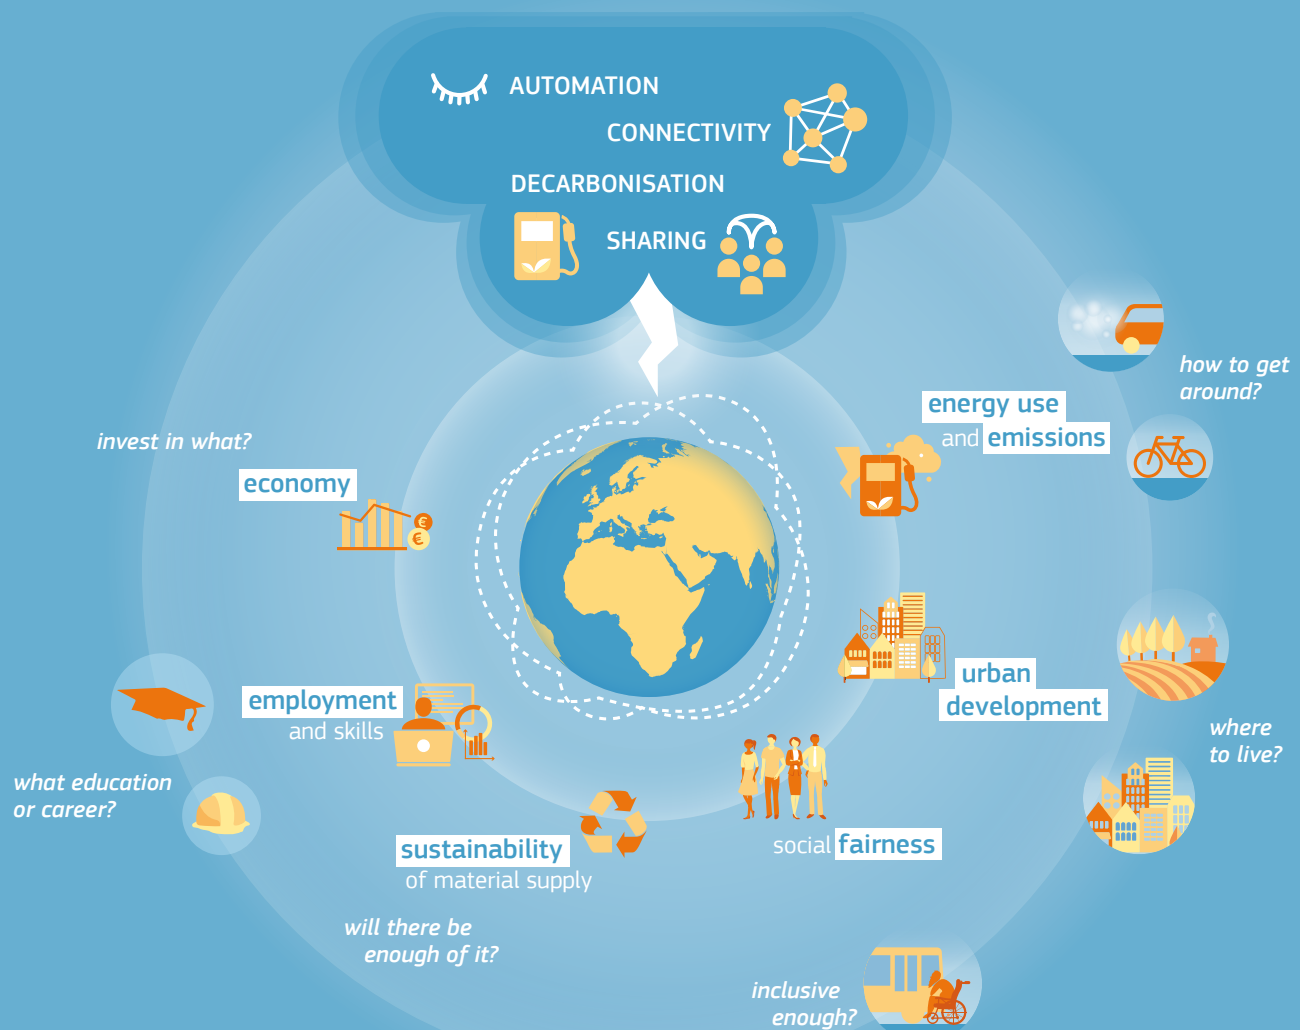 AUTOMATION
CONNECTIVITY
DECARBONISATION
SHARING
how to get
around?
energy use
and emissions
invest in what?
economy
€
€
urban
development
where
to live?
employment
and skills
what education
or career?
social fairness
sustainability
of material supply
will there be
enough of it?
inclusive
enough?